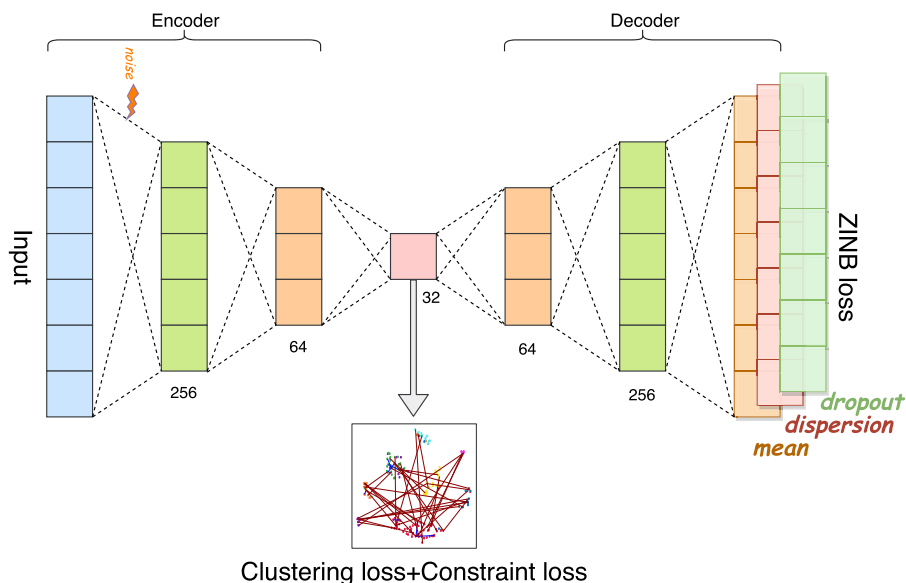 Encoder
Decoder
noise
Input
256
64
32
64
256
ZINB loss
dropout
dispersion
mean
Clustering loss+Constraint loss